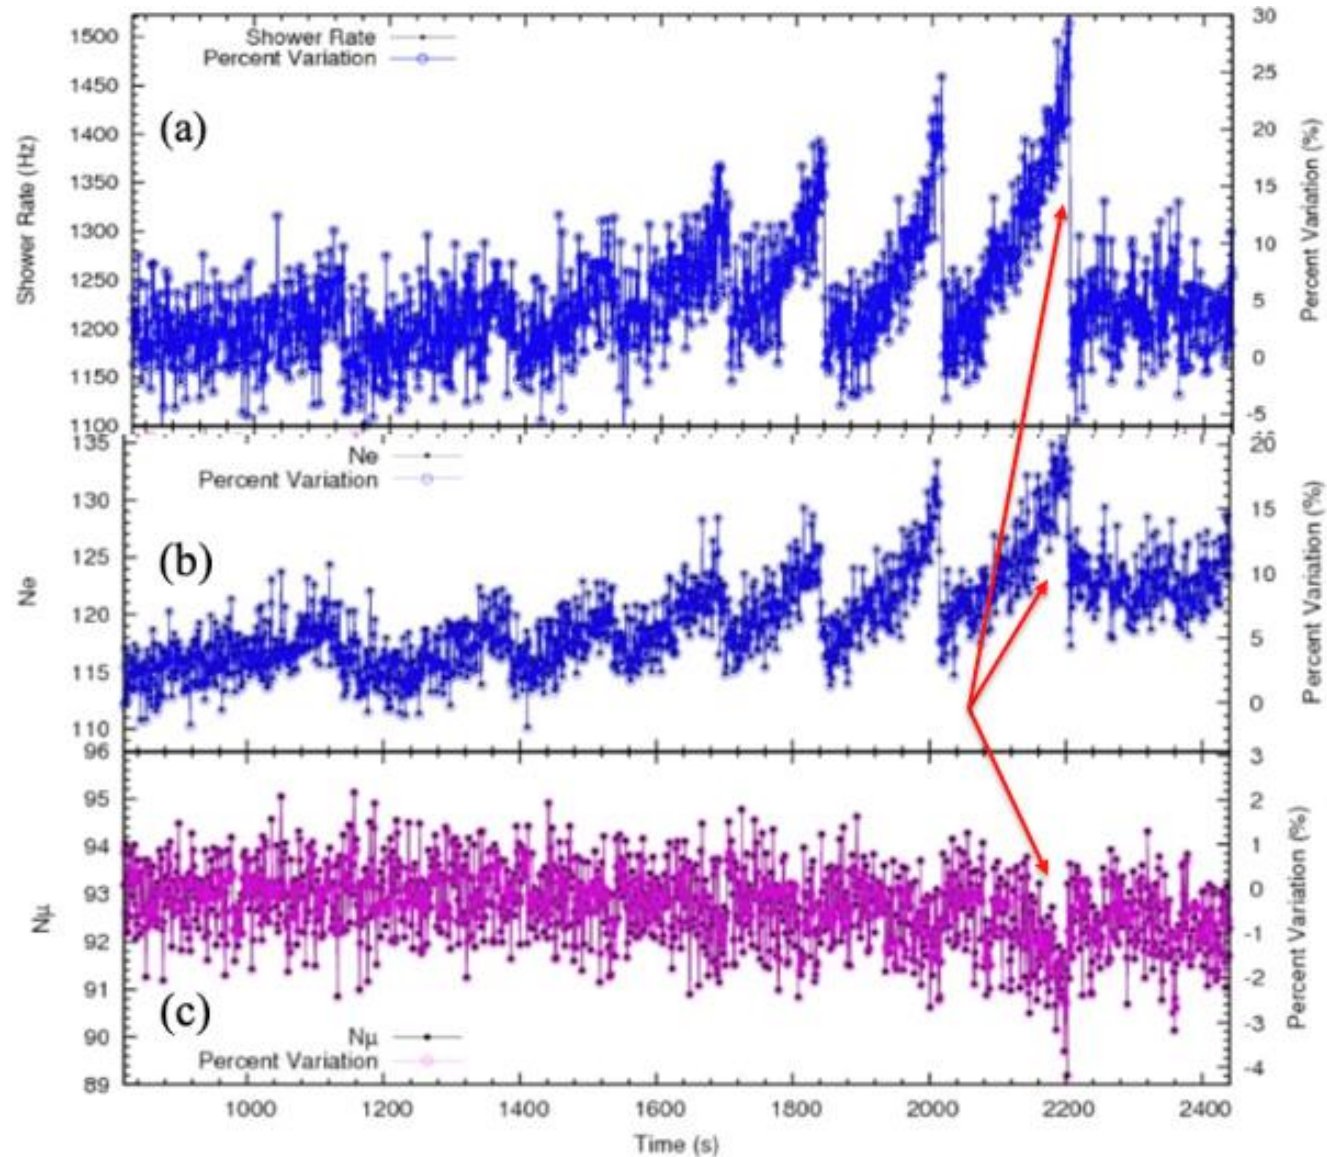 Shower Rate
Percent Variation
(a)
Shower Rate (Hz)
1500
1450
1400
1350
1300
1250
1200
1150
1100
30
25
20
15
10
5
0
-5
Percent Variation (%)
Ne
Percent Variation
(b)
Ne
135
130
125
120
115
110
20
15
10
5
0
Percent Variation (%)
(c)
Nμ
Percent Variation
Nμ
96
95
94
93
92
91
90
89
3
2
1
0
-1
-2
-3
-4
Percent Variation (%)
1000 1200 1400 1600 1800 2000 2200 2400
Time (s)